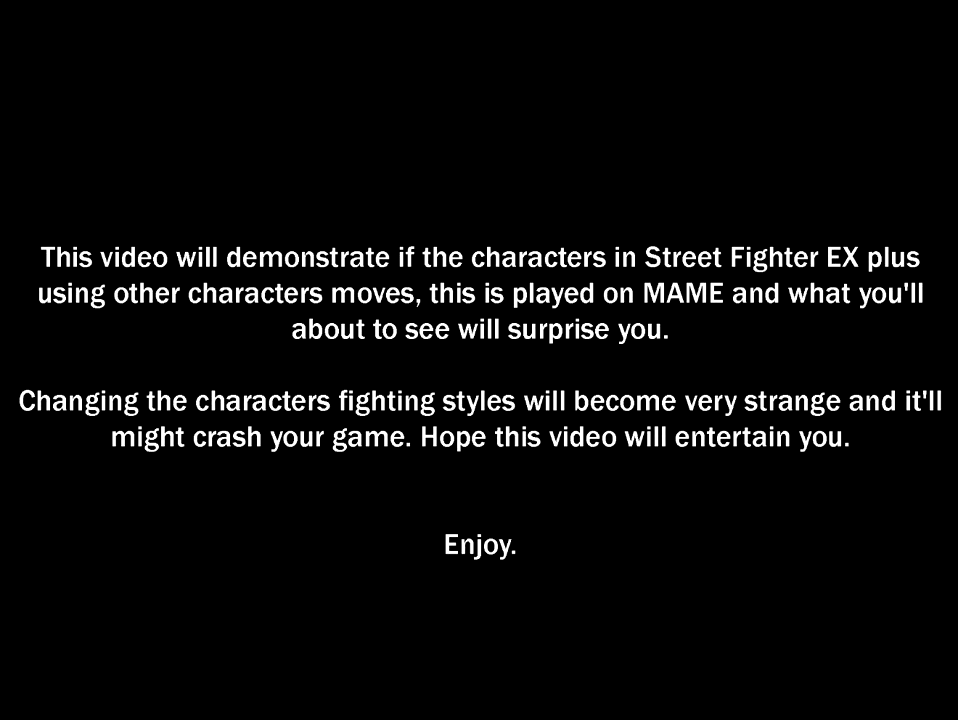 This video will demonstrate if the characters in Street Fighter EX plus
using other characters moves, this is played on MAME and what you'll
about to see will surprise you.
Changing the characters fighting styles will become very strange and it'll
might crash your game. Hope this video will entertain you.
Enjoy.